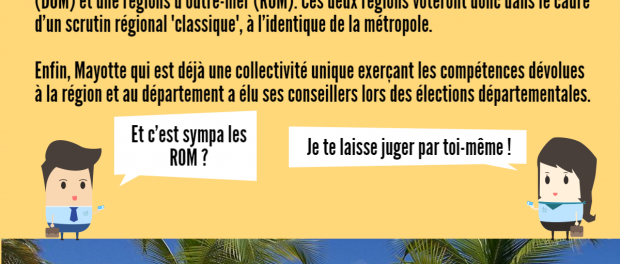 (DOM) et une régions d'outre-mer (ROM). Ces deux régions voteront donc dans le cadre
d’un scrutin régional 'classique', à l’identique de la métropole.
Enfin, Mayotte qui est déjà une collectivité unique exerçant les compétences dévolues
à la région et au département a élu ses conseillers lors des élections départementales.
Et c’est sympa les
ROM ?
Je te laisse juger par toi-même !